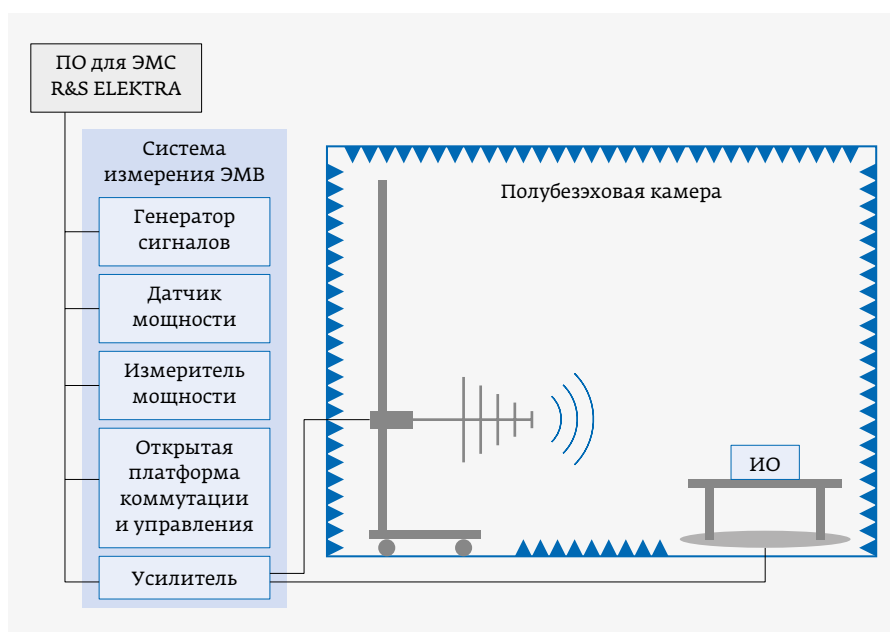 ПО для ЭМС
R&S ELEKTRA
Система
измерения ЭМВ
Генератор
сигналов
Датчик
мощности
Измеритель
мощности
Открытая
платформа
коммутации
и управления
Усилитель
Полубезэховая камера
ИО